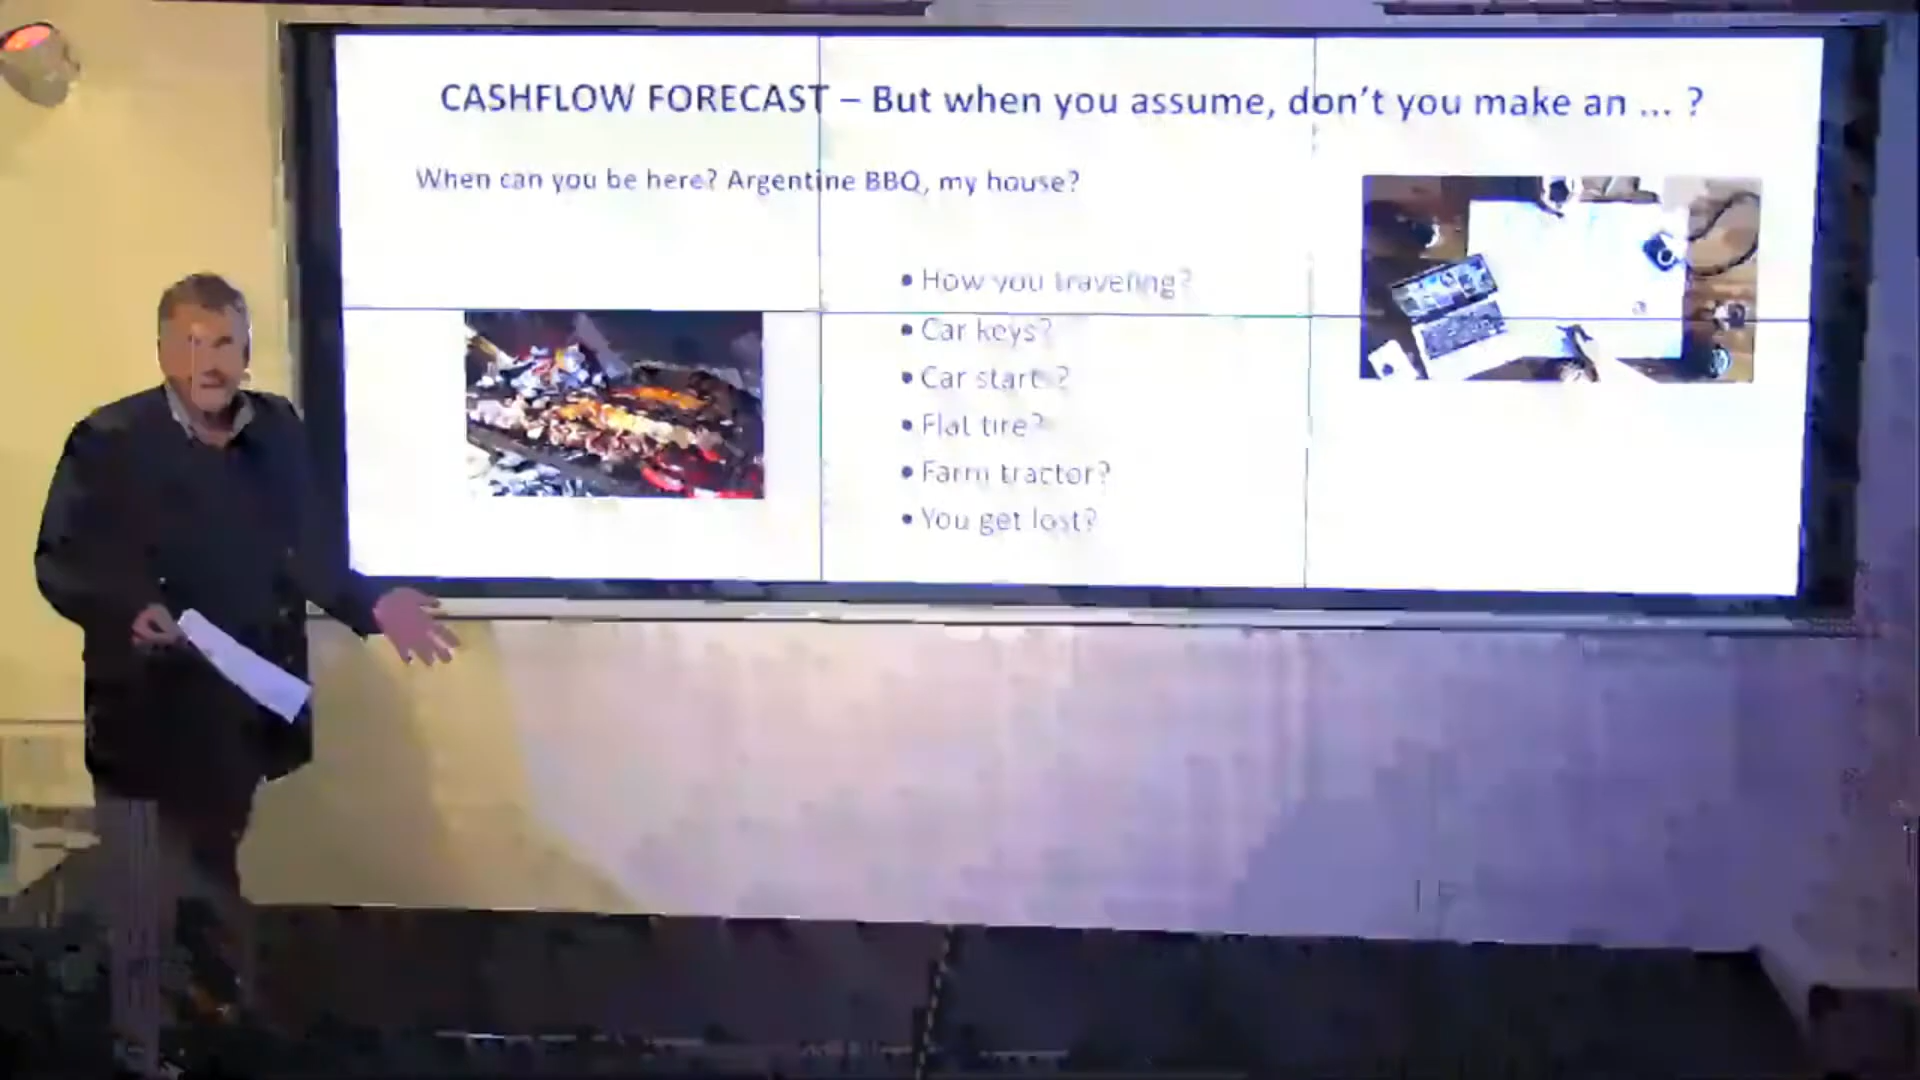 CASHFLOW FORECAST – But when you assume, don't you make an ... ?
When can you be here? Argentine BBQ, my house?
• How you traveling?
• Car keys?
• Car start ?
• Flat tire?
• Farm tractor?
• You get lost?